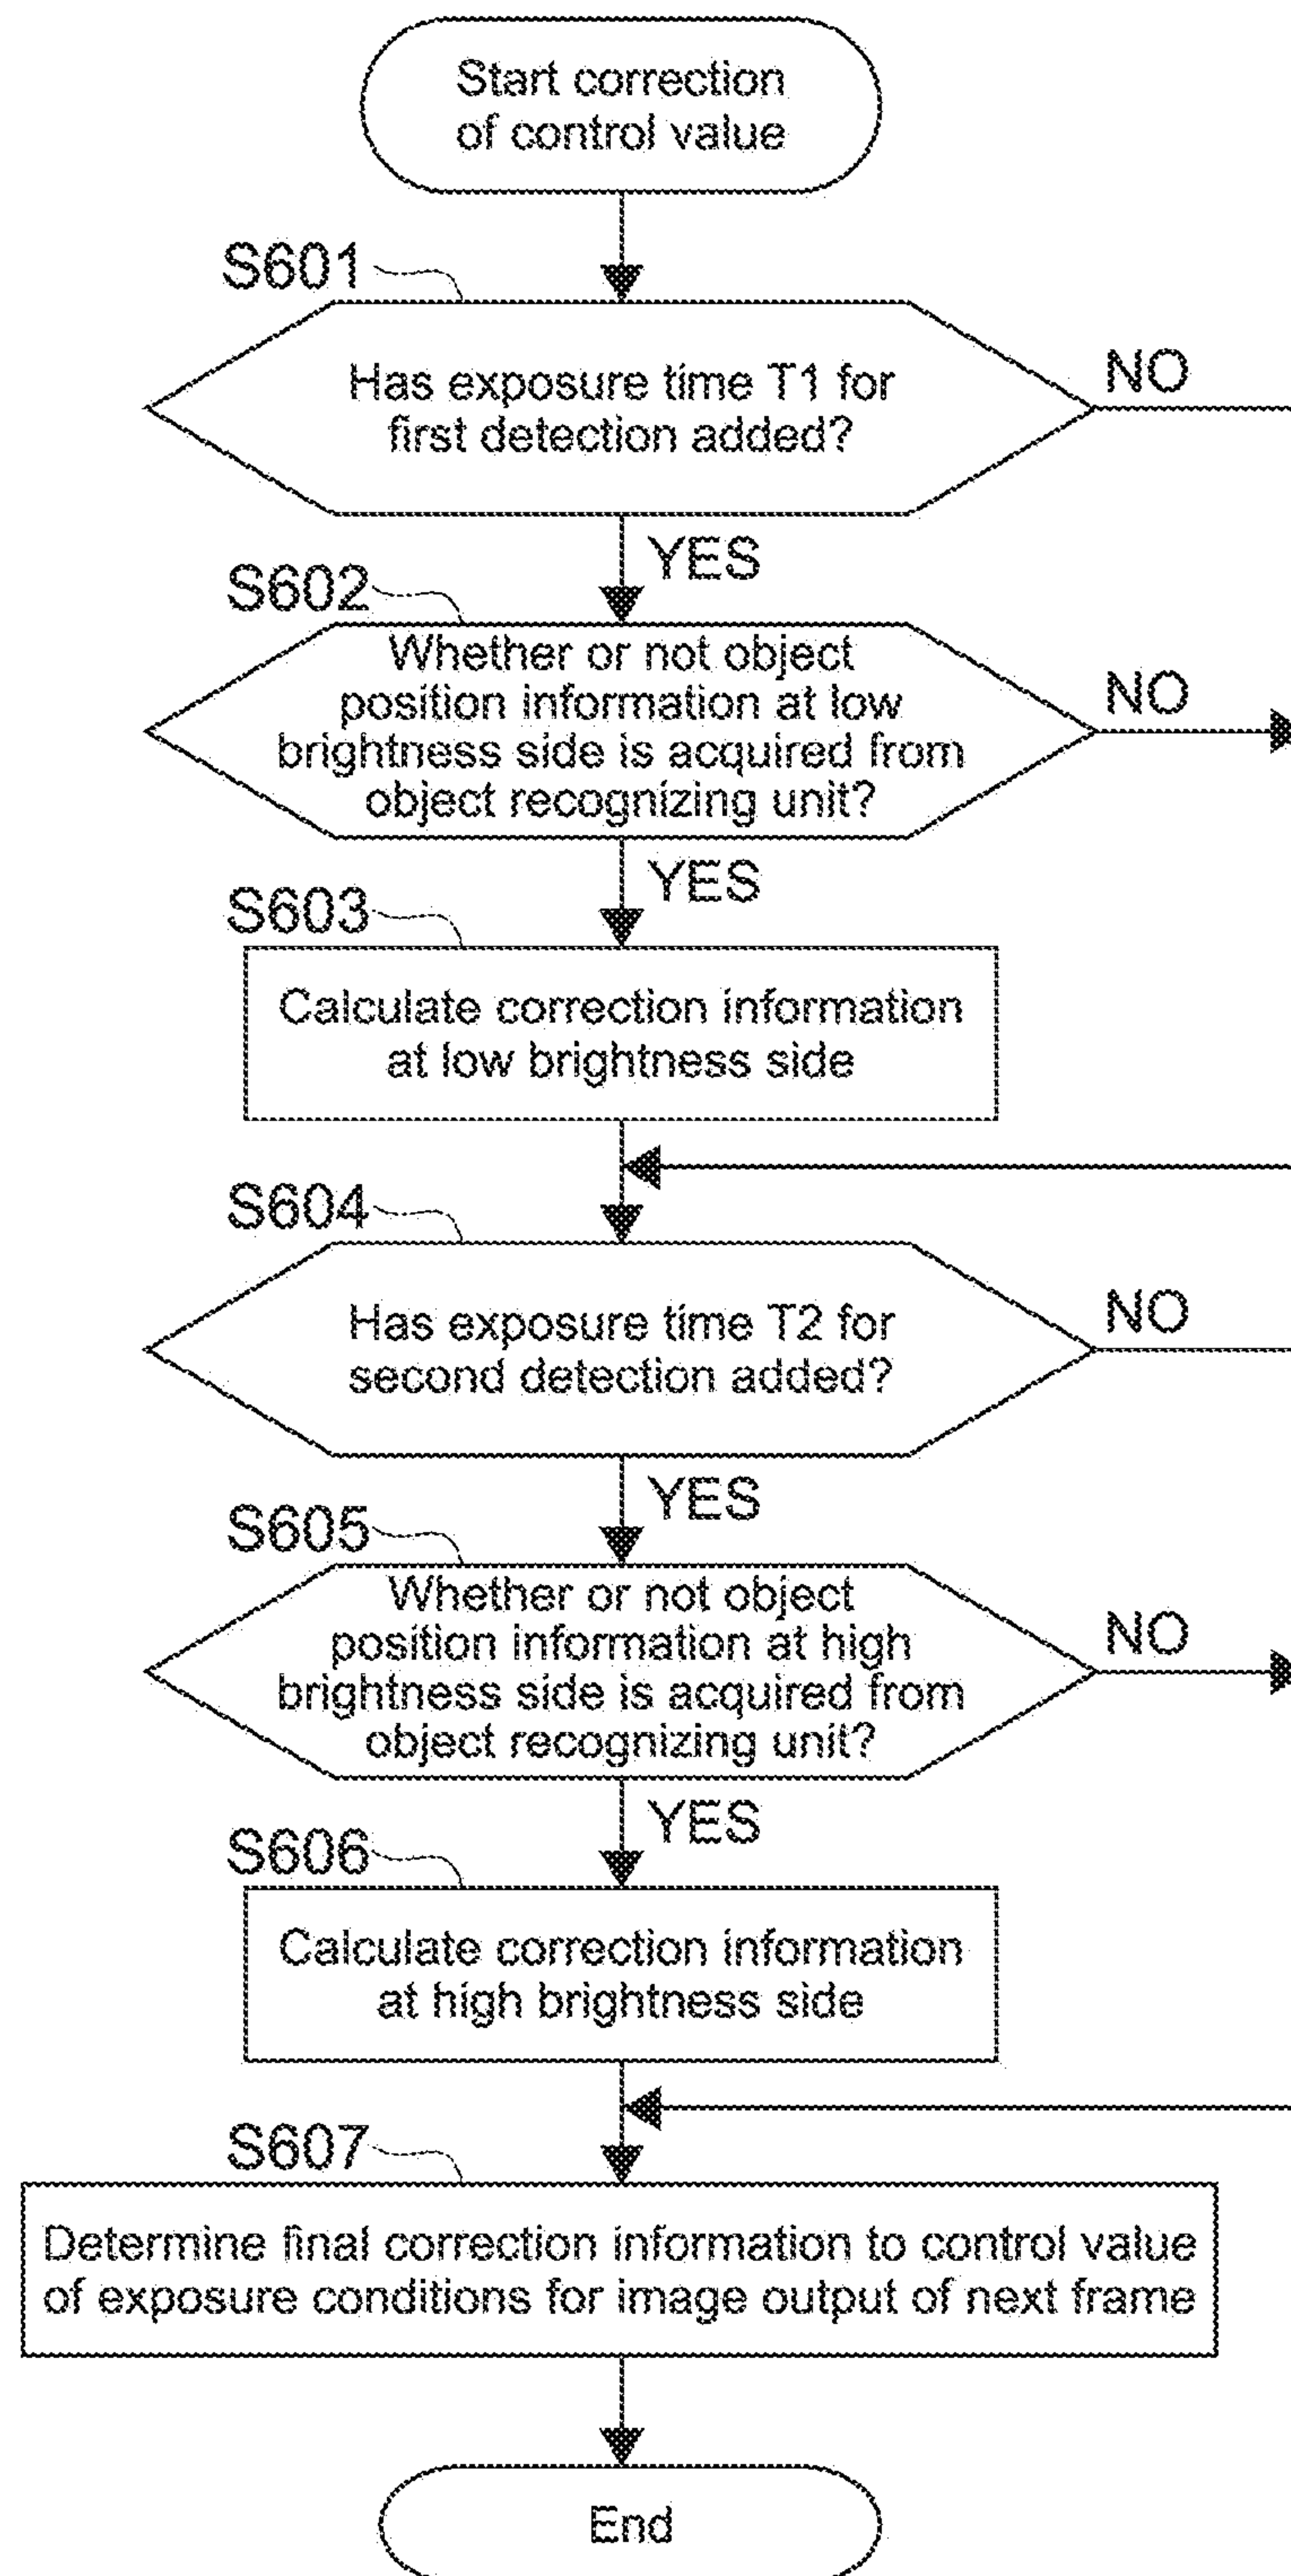 Start correction
of control value
S601
Has exposure time T1 for
first detection added?
NO
YES
S602
Whether or not object
position information at low
brightness side is acquired from
object recognizing unit?
NO
YES
S603
Calculate correction information
at low brightness side
S604
Has exposure time T2 for
second detection added?
NO
YES
S605
Whether or not object
position information at high
brightness side is acquired from
object recognizing unit?
NO
YES
S606
Calculate correction information
at high brightness side
S607
Determine final correction information to control value
of exposure conditions for image output of next frame
End